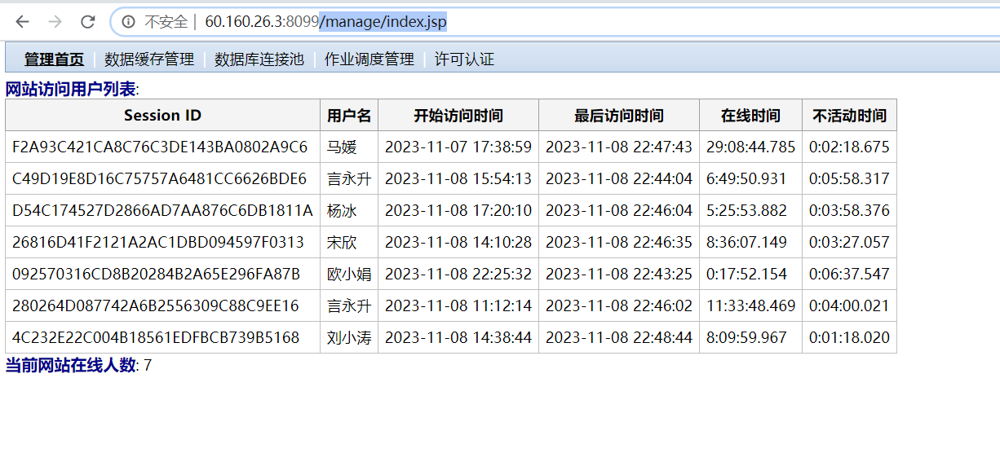 不安全 | 60.160.26.3:8099/manage/index.jsp
管理首页 | 数据缓存管理 | 数据库连接池 | 作业调度管理 | 许可认证
网站访问用户列表:
Session ID 用户名 开始访问时间 最后访问时间 在线时间 不活动时间
F2A93C421CA8C76C3DE143BA0802A9C6 马媛 2023-11-07 17:38:59 2023-11-08 22:47:43 29:08:44.785 0:02:18.675
C49D19E8D16C75757A6481CC6626BDE6 言永升 2023-11-08 15:54:13 2023-11-08 22:44:04 6:49:50.931 0:05:58.317
D54C174527D2866AD7AA876C6DB1811A 杨冰 2023-11-08 17:20:10 2023-11-08 22:46:04 5:25:53.882 0:03:58.376
26816D41F2121A2AC1DBD094597F0313 宋欣 2023-11-08 14:10:28 2023-11-08 22:46:35 8:36:07.149 0:03:27.057
092570316CD8B20284B2A65E296FA87B 欧小娟 2023-11-08 22:25:32 2023-11-08 22:43:25 0:17:52.154 0:06:37.547
280264D087742A6B2556309C88C9EE16 言永升 2023-11-08 11:12:14 2023-11-08 22:46:02 11:33:48.469 0:04:00.021
4C232E22C004B18561EDFBCB739B5168 刘小涛 2023-11-08 14:38:44 2023-11-08 22:48:44 8:09:59.967 0:01:18.020
当前网站在线人数: 7